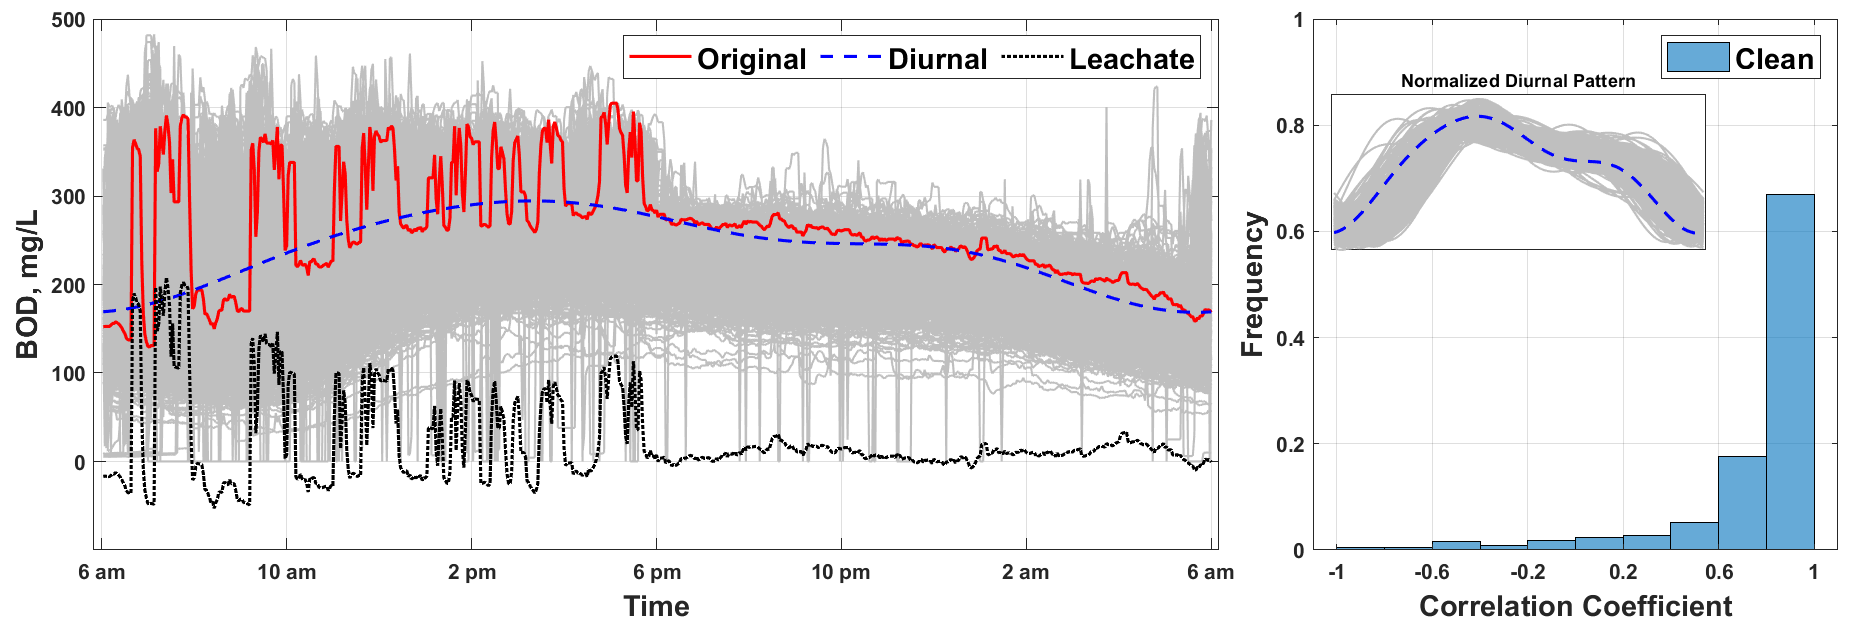 500
400
300
200
100
0
BOD, mg/L
Original Diurnal Leachate
6 am 10 am 2 pm 6 pm 10 pm 2 am 6 am
Time
1
0.8
0.6
0.4
0.2
0
Frequency
Clean
Normalized Diurnal Pattern
-1 -0.6 -0.2 0.2 0.6 1
Correlation Coefficient